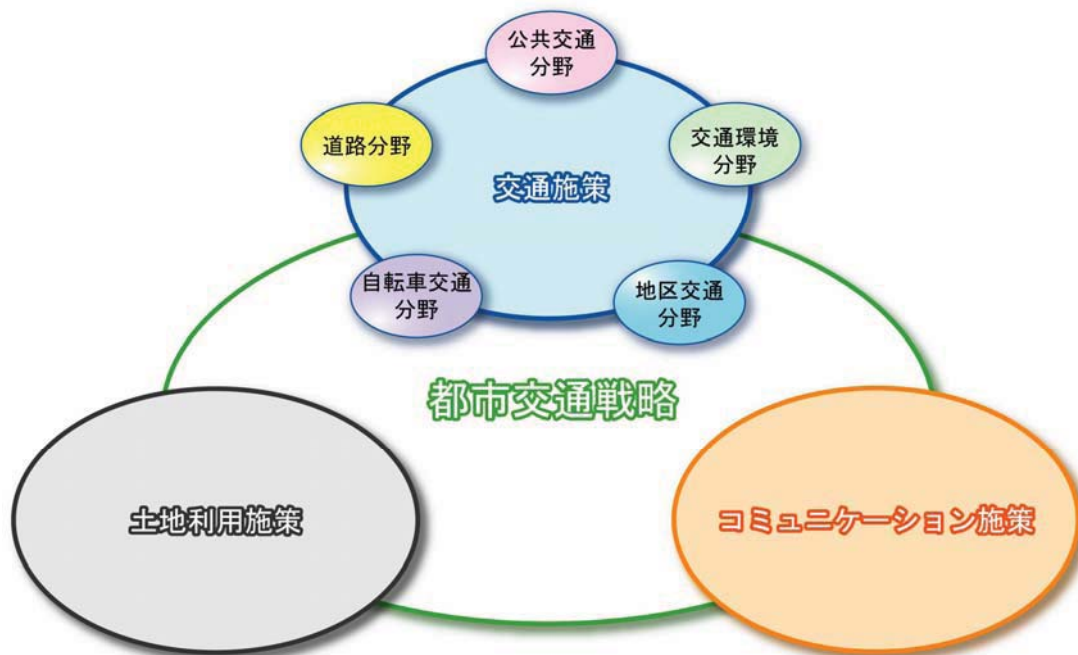 公共交通
分野
道路分野
交通環境
分野
交通施策
自転車交通
分野
地区交通
分野
都市交通戦略
土地利用施策
コミュニケーション施策